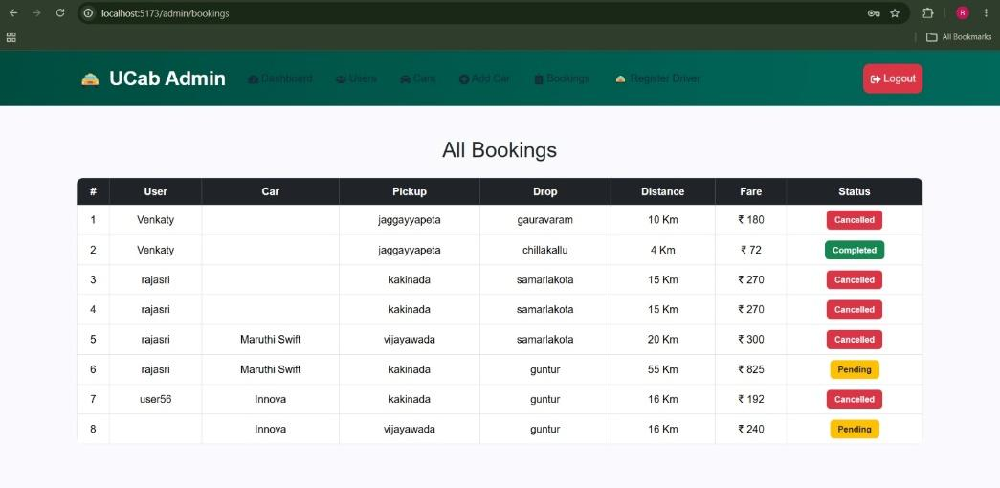 localhost:5173/admin/bookings
All Bookmarks
R
UCab Admin Dashboard Users Cars Add Car Bookings Register Driver Logout
All Bookings
# User Car Pickup Drop Distance Fare Status
1 Venkaty jaggayyapeta gauravaram 10 Km ₹ 180 Cancelled
2 Venkaty jaggayyapeta chillakallu 4 Km ₹ 72 Completed
3 rajasri kakinada samarlakota 15 Km ₹ 270 Cancelled
4 rajasri kakinada samarlakota 15 Km ₹ 270 Cancelled
5 rajasri Maruthi Swift vijayawada samarlakota 20 Km ₹ 300 Cancelled
6 rajasri Maruthi Swift kakinada guntur 55 Km ₹ 825 Pending
7 user56 Innova kakinada guntur 16 Km ₹ 192 Cancelled
8 Innova vijayawada guntur 16 Km ₹ 240 Pending